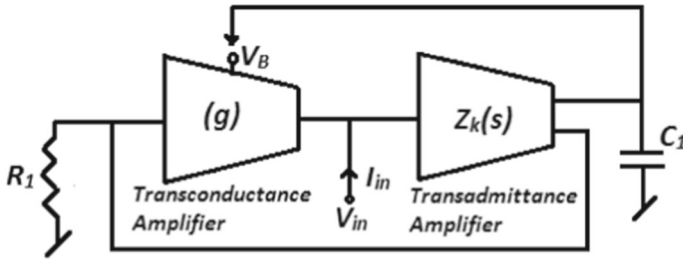 V_B
(g)
Z_k(s)
C_1
R_1
I_in
V_in
Transconductance
Amplifier
Transadmittance
Amplifier